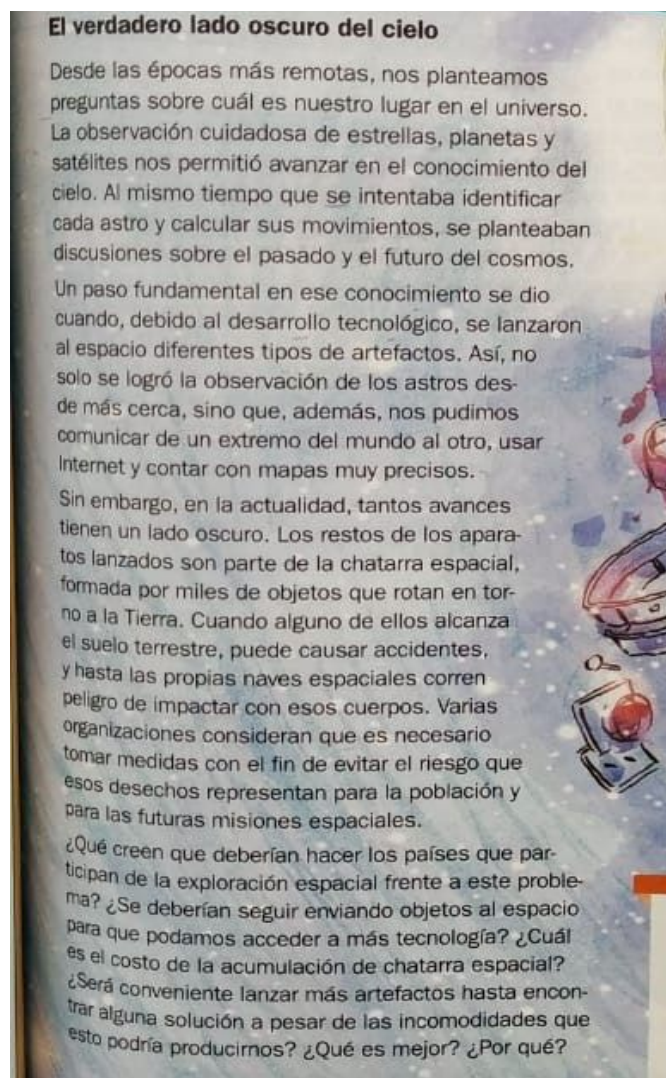 El verdadero lado oscuro del cielo
Desde las épocas más remotas, nos planteamos
preguntas sobre cuál es nuestro lugar en el universo.
La observación cuidadosa de estrellas, planetas y
satélites nos permitió avanzar en el conocimiento del
cielo. Al mismo tiempo que se intentaba identificar
cada astro y calcular sus movimientos, se planteaban
discusiones sobre el pasado y el futuro del cosmos.
Un paso fundamental en ese conocimiento se dio
cuando, debido al desarrollo tecnológico, se lanzaron
al espacio diferentes tipos de artefactos. Así, no
solo se logró la observación de los astros des-
de más cerca, sino que, además, nos pudimos
comunicar de un extremo del mundo al otro, usar
Internet y contar con mapas muy precisos.
Sin embargo, en la actualidad, tantos avances
tienen un lado oscuro. Los restos de los apara-
tos lanzados son parte de la chatarra espacial,
formada por miles de objetos que rotan en tor-
no a la Tierra. Cuando alguno de ellos alcanza
el suelo terrestre, puede causar accidentes,
y hasta las propias naves espaciales corren
peligro de impactar con esos cuerpos. Varias
organizaciones consideran que es necesario
tomar medidas con el fin de evitar el riesgo que
esos desechos representan para la población y
para las futuras misiones espaciales.
¿Qué creen que deberían hacer los países que par-
ticipan de la exploración espacial frente a este proble-
ma? ¿Se deberían seguir enviando objetos al espacio
para que podamos acceder a más tecnología? ¿Cuál
es el costo de la acumulación de chatarra espacial?
¿Será conveniente lanzar más artefactos hasta encon-
trar alguna solución a pesar de las incomodidades que
esto podría producirnos? ¿Qué es mejor? ¿Por qué?